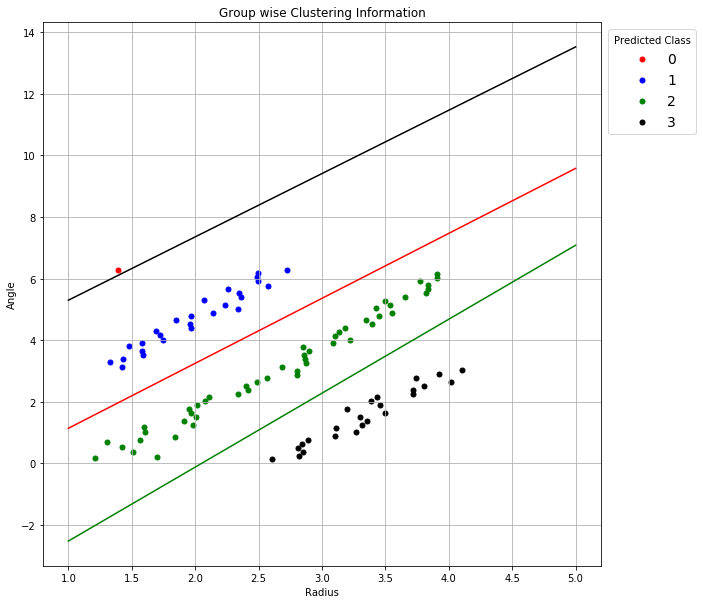 Group wise Clustering Information
Predicted Class
0
1
2
3
14
12
10
8
6
4
2
0
−2
Angle
1.0 1.5 2.0 2.5 3.0 3.5 4.0 4.5 5.0
Radius